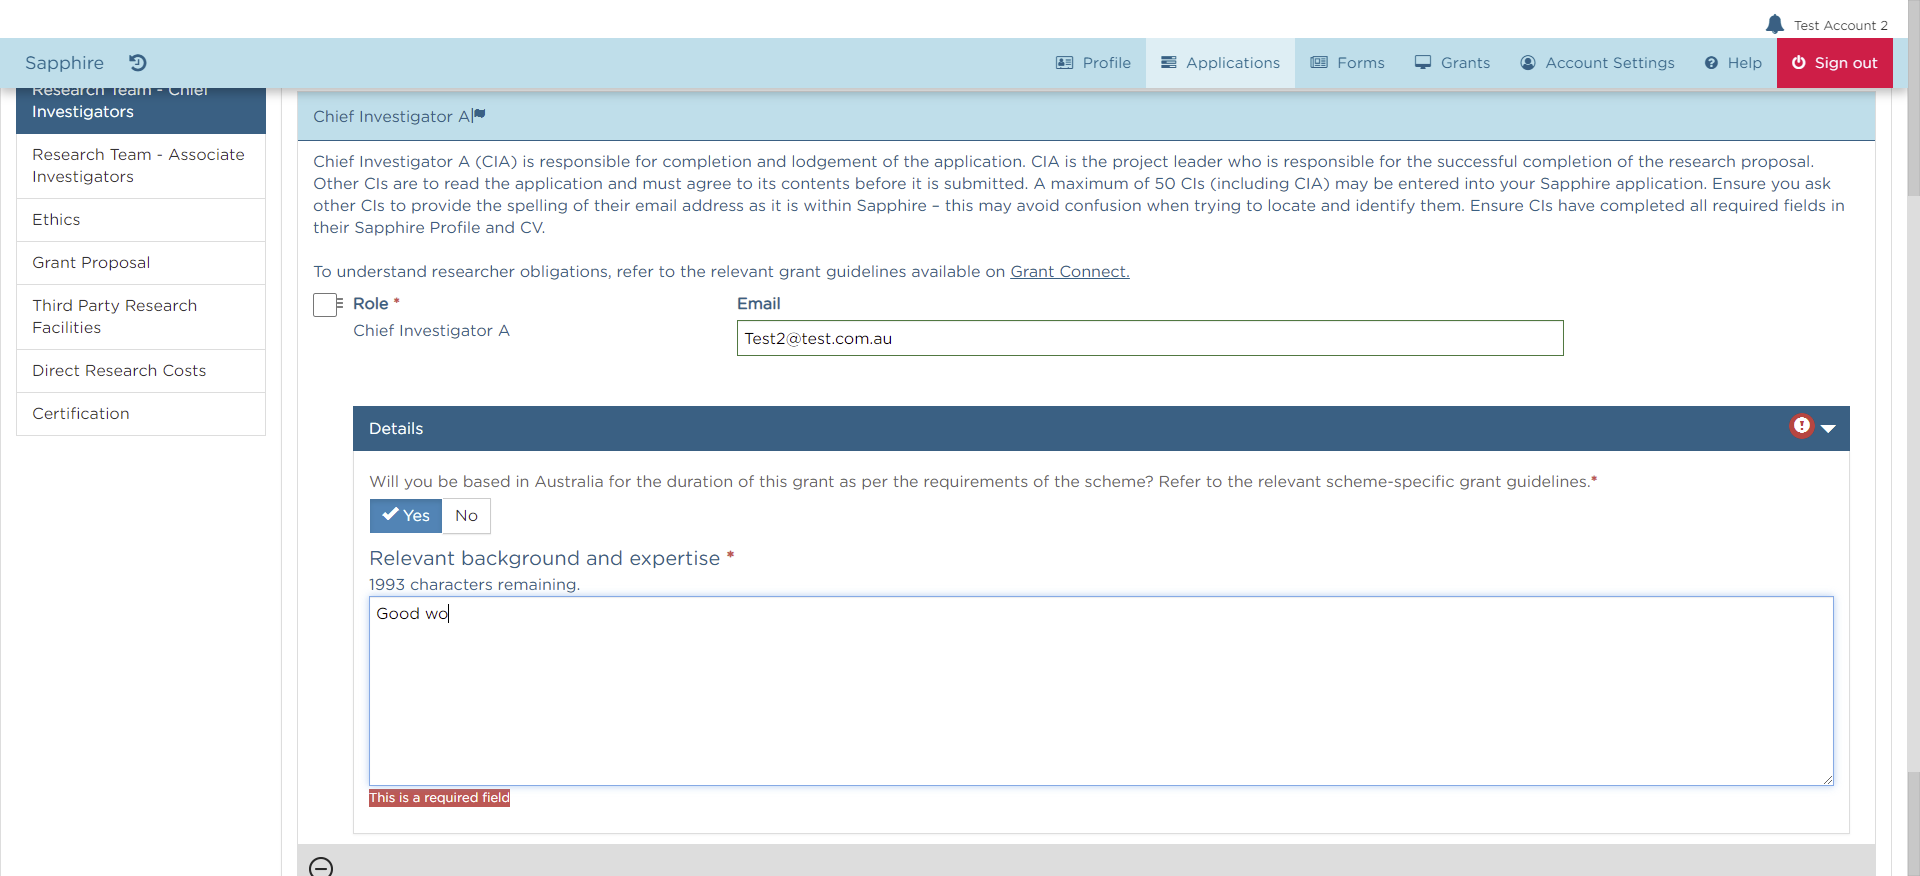 Test Account 2
Sapphire
Profile
Applications
Forms
Grants
Account Settings
Help
Sign out
Research Team - Chief
Investigators
Research Team - Associate
Investigators
Ethics
Grant Proposal
Third Party Research
Facilities
Direct Research Costs
Certification
Chief Investigator A
Chief Investigator A (CIA) is responsible for completion and lodgement of the application. CIA is the project leader who is responsible for the successful completion of the research proposal.
Other CIs are to read the application and must agree to its contents before it is submitted. A maximum of 50 CIs (including CIA) may be entered into your Sapphire application. Ensure you ask
other CIs to provide the spelling of their email address as it is within Sapphire – this may avoid confusion when trying to locate and identify them. Ensure CIs have completed all required fields in
their Sapphire Profile and CV.
To understand researcher obligations, refer to the relevant grant guidelines available on Grant Connect.
Role *
Chief Investigator A
Email
Test2@test.com.au
Details
Will you be based in Australia for the duration of this grant as per the requirements of the scheme? Refer to the relevant scheme-specific grant guidelines.*
Yes
No
Relevant background and expertise *
1993 characters remaining.
Good wo
This is a required field